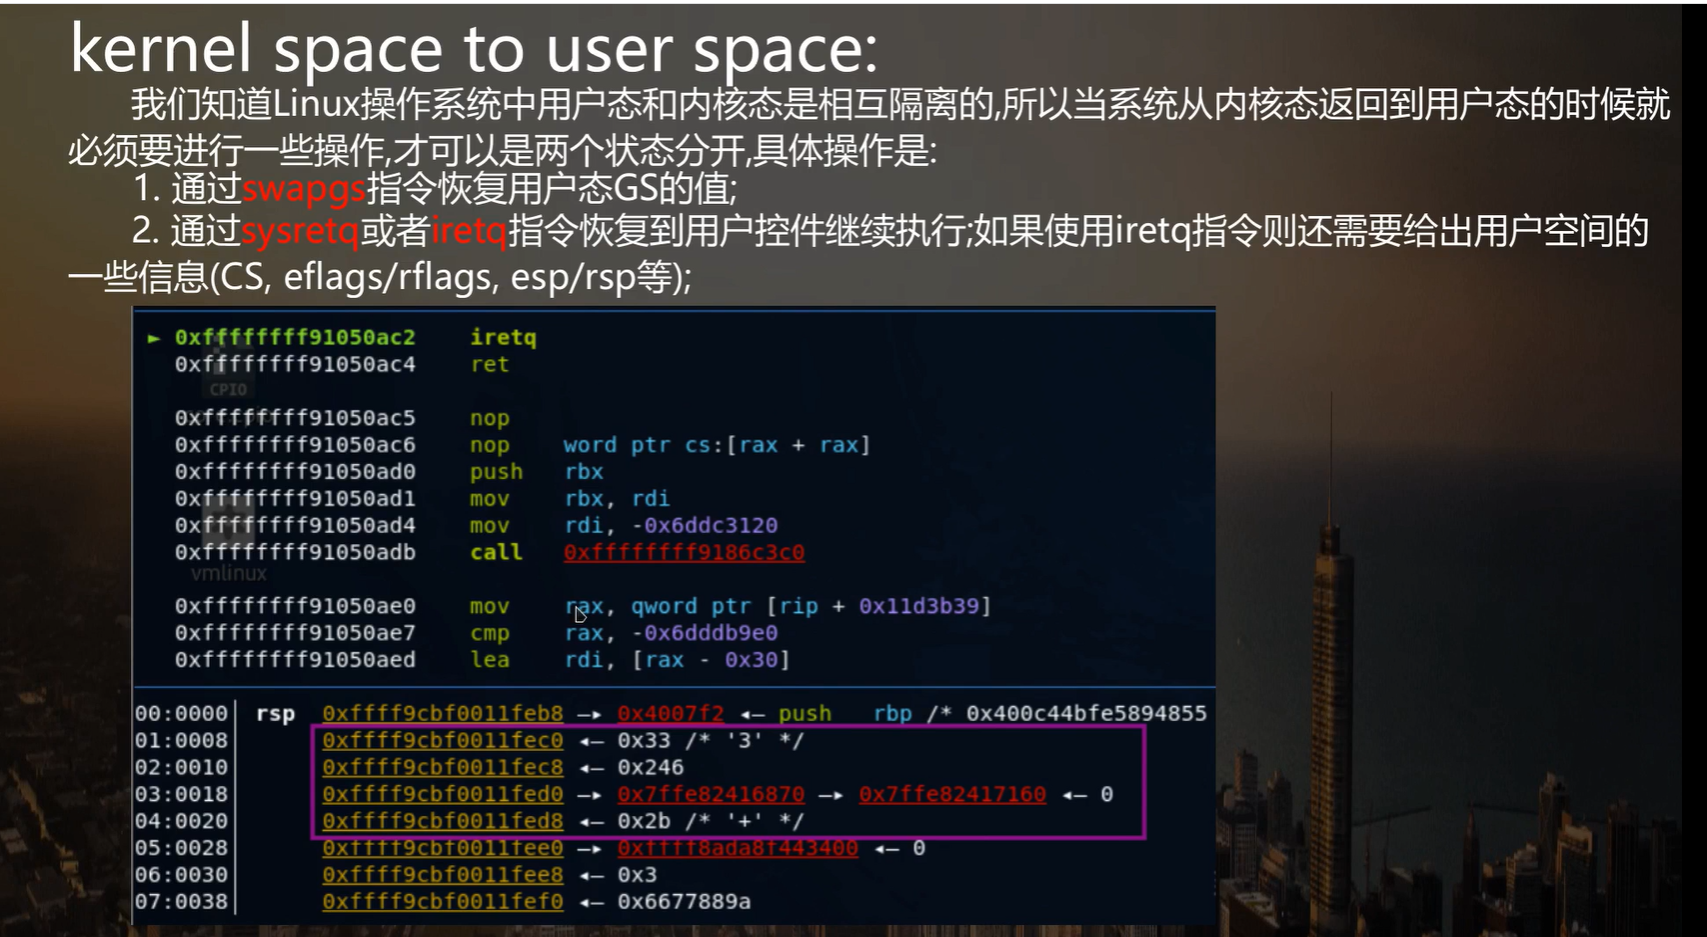 kernel space to user space:
我们知道Linux操作系统中用户态和内核态是相互隔离的,所以当系统从内核态返回到用户态的时候就
必须要进行一些操作,才可以是两个状态分开,具体操作是:
1. 通过swapgs指令恢复用户态GS的值;
2. 通过sysretq或者iretq指令恢复到用户控件继续执行;如果使用iretq指令则还需要给出用户空间的
一些信息(CS, eflags/rflags, esp/rsp等);
► 0xffffffff91050ac2 iretq
0xffffffff91050ac4 ret
CPIO
0xffffffff91050ac5 nop
0xffffffff91050ac6 nop word ptr cs:[rax + rax]
0xffffffff91050ad0 push rbx
0xffffffff91050ad1 mov rbx, rdi
0xffffffff91050ad4 mov rdi, -0x6ddc3120
0xffffffff91050adb call 0xffffffff9186c3c0
vmlinux
0xffffffff91050ae0 mov rax, qword ptr [rip + 0x11d3b39]
0xffffffff91050ae7 cmp rax, -0x6dddb9e0
0xffffffff91050aed lea rdi, [rax - 0x30]
00:0000│ rsp 0xffff9cbf0011feb8 —▸ 0x4007f2 ◂— push rbp /* 0x400c44bfe5894855
01:0008│ 0xffff9cbf0011fec0 ◂— 0x33 /* '3' */
02:0010│ 0xffff9cbf0011fec8 ◂— 0x246
03:0018│ 0xffff9cbf0011fed0 —▸ 0x7ffe82416870 —▸ 0x7ffe82417160 ◂— 0
04:0020│ 0xffff9cbf0011fed8 ◂— 0x2b /* '+' */
05:0028│ 0xffff9cbf0011fee0 —▸ 0xffff8ada8f443400 ◂— 0
06:0030│ 0xffff9cbf0011fee8 ◂— 0x3
07:0038│ 0xffff9cbf0011fef0 ◂— 0x6677889a